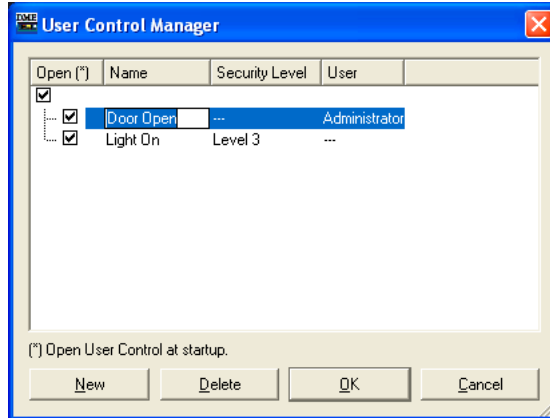 DME User Control Manager
Open (*) Name Security Level User
Door Open --- Administrator
Light On Level 3 ---
(*) Open User Control at startup.
New Delete OK Cancel